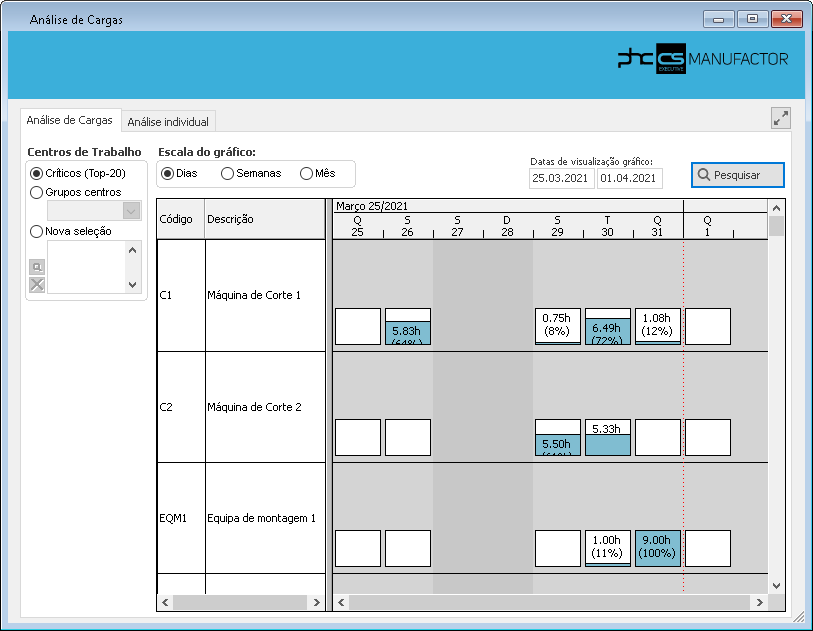 Análise de Cargas
phc CS EXECUTIVE MANUFACTOR
Análise de Cargas Análise individual
Centros de Trabalho
Críticos (Top-20)
Grupos centros
Nova seleção
Escala do gráfico:
Dias Semanas Mês
Datas de visualização gráfico:
25.03.2021 01.04.2021
Pesquisar
Código Descrição
Março 25/2021
Q S S D S T Q Q
25 26 27 28 29 30 31 1
C1 Máquina de Corte 1
5.83h (64%)
0.75h (8%)
6.49h (72%)
1.08h (12%)
C2 Máquina de Corte 2
5.50h
5.33h
EQM1 Equipa de montagem 1
1.00h (11%)
9.00h (100%)